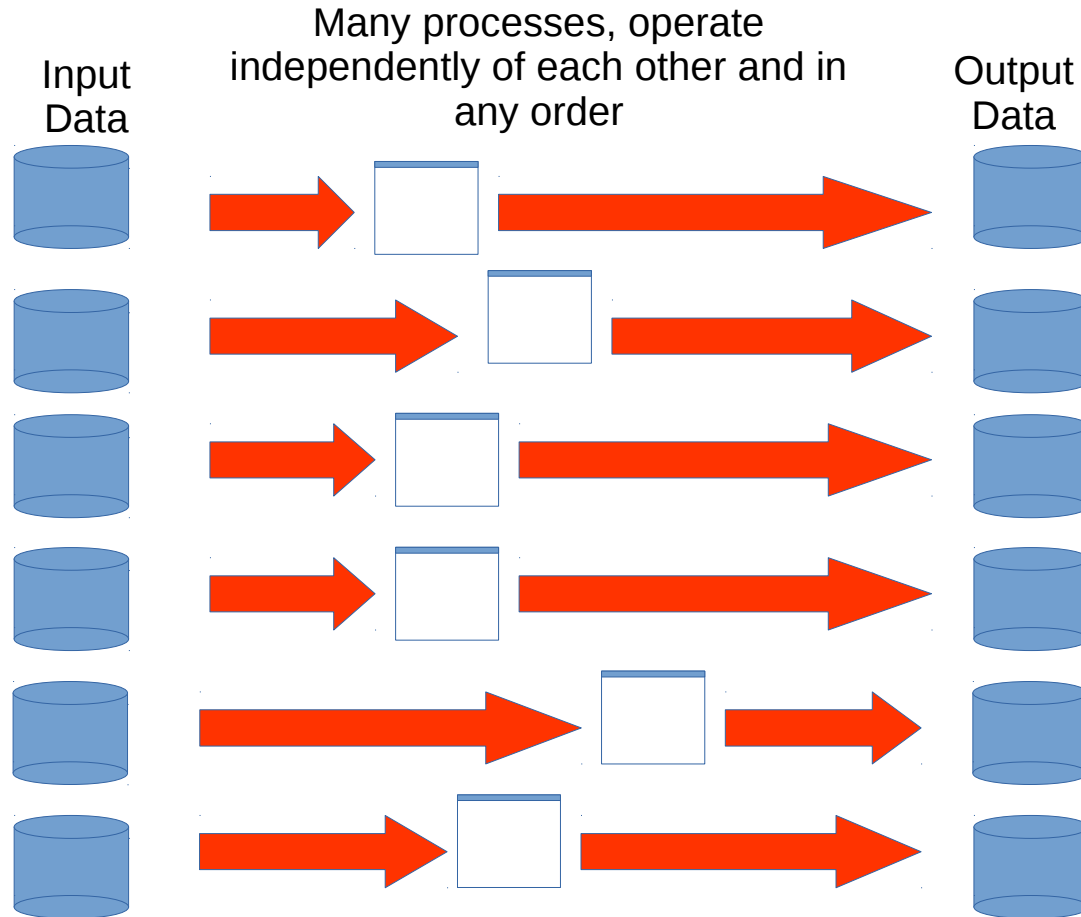 Many processes, operate
independently of each other and in
any order
Input
Data
Output
Data